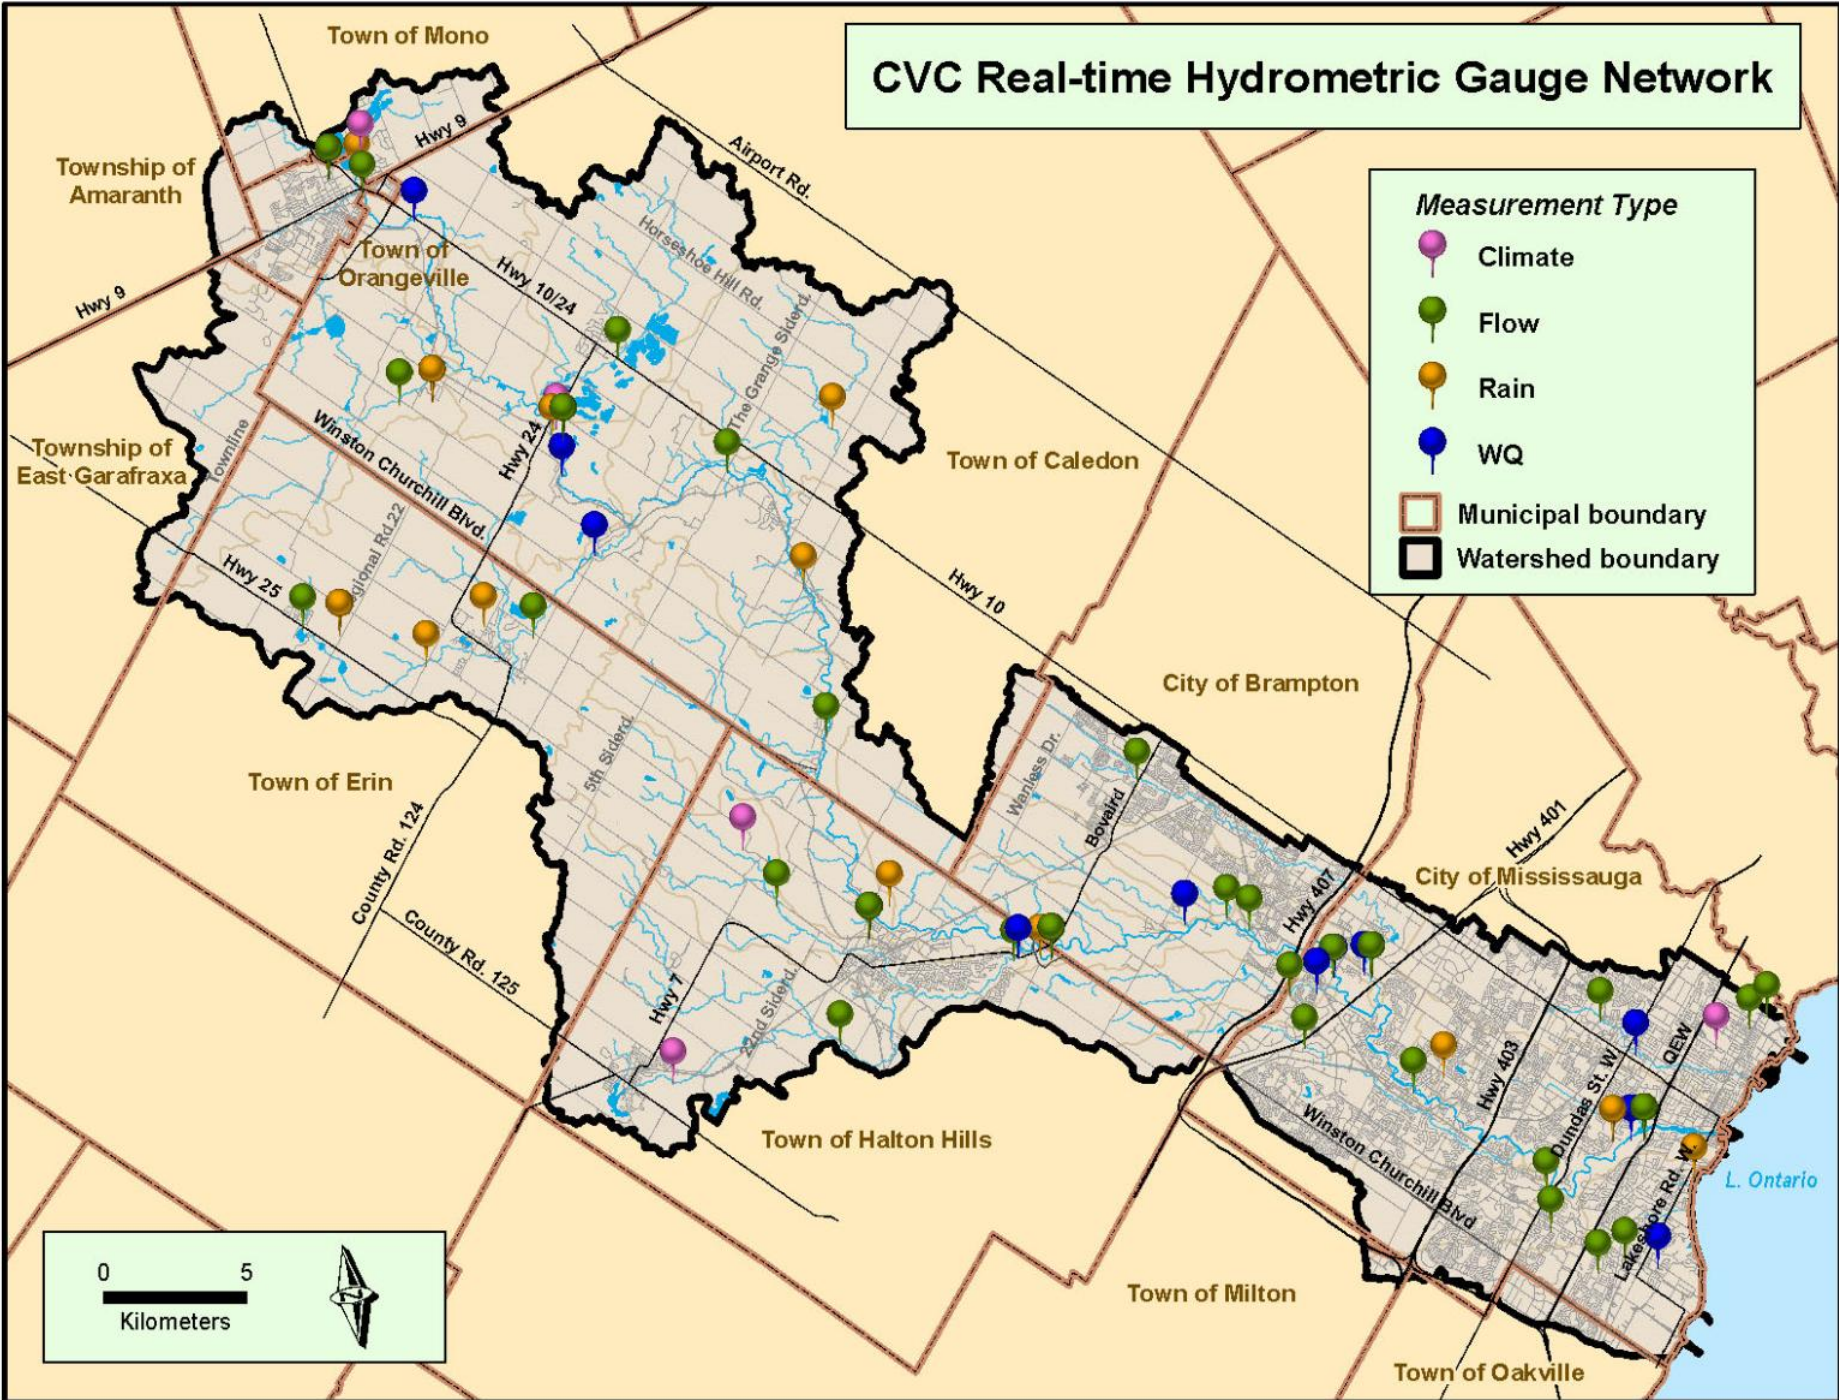 CVC Real-time Hydrometric Gauge Network
Town of Mono
Hwy 9
Airport Rd.
Township of
Amaranth
Measurement Type
Climate
Flow
Rain
WQ
Municipal boundary
Watershed boundary
Town of
Orangeville
Horseshoe Hill Rd.
Hwy 10/24
Hwy 9
The Grange Siderd.
Township of
East Garafraxa
Townline
Winston Churchill Blvd.
Hwy 24
Town of Caledon
Regional Rd.22
Hwy 25
Hwy 10
City of Brampton
5th Siderd.
Wanless Dr.
Bovaird
Town of Erin
County Rd. 124
County Rd. 125
Hwy 401
City of Mississauga
Hwy 407
Hwy 7
22nd Siderd.
QEW
Hwy 403
Dundas St. W.
Winston Churchill Blvd
Lakeshore Rd. W.
Town of Halton Hills
L. Ontario
Town of Milton
Town of Oakville
0 5
Kilometers
N